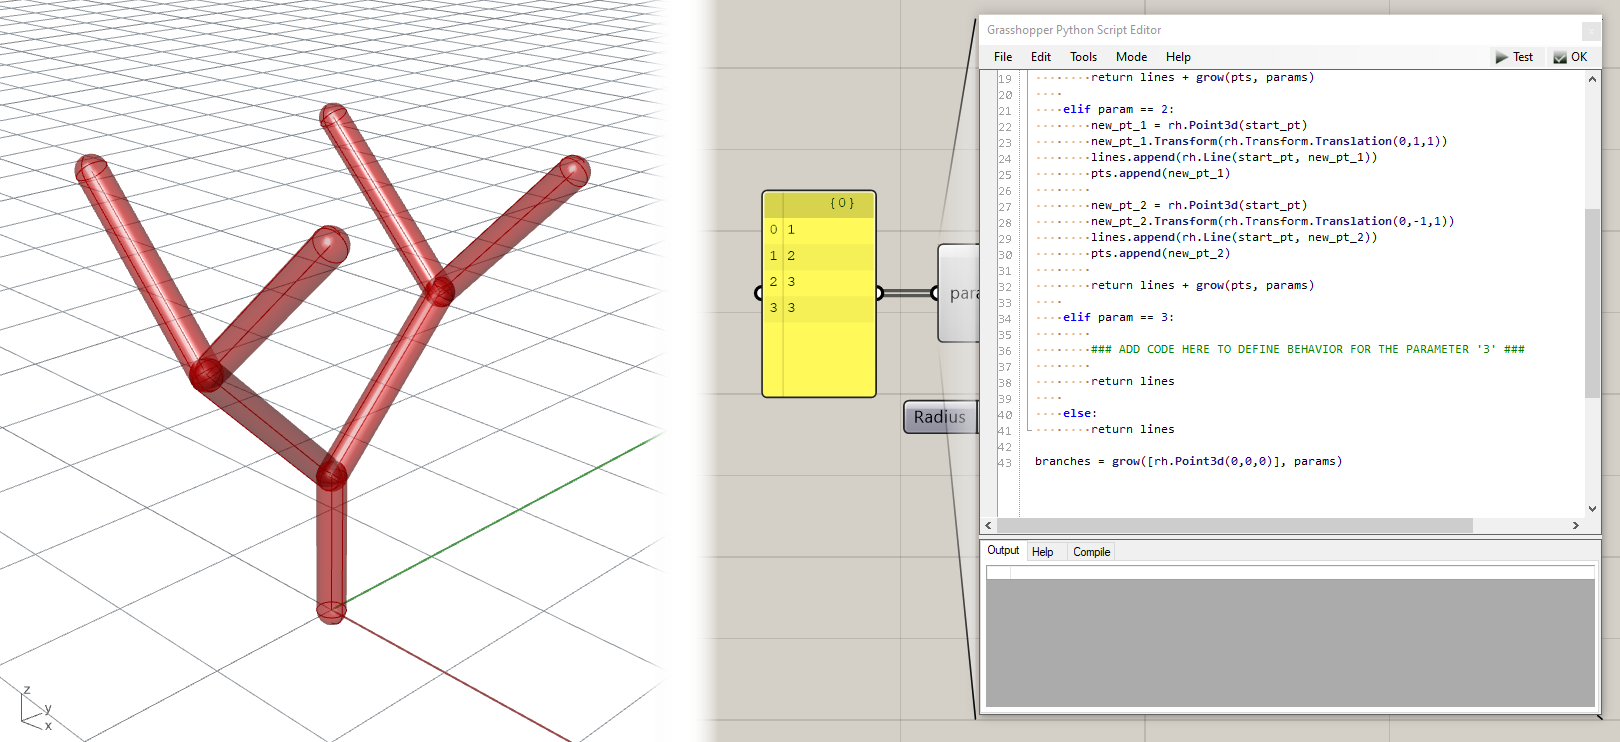 z
y
x
{0}
0 1
1 2
2 3
3 3
Radius
Grasshopper Python Script Editor
File Edit Tools Mode Help Test OK
19 return lines + grow(pts, params)
20
21 elif param == 2:
22 new_pt_1 = rh.Point3d(start_pt)
23 new_pt_1.Transform(rh.Transform.Translation(0,1,1))
24 lines.append(rh.Line(start_pt, new_pt_1))
25 pts.append(new_pt_1)
26
27 new_pt_2 = rh.Point3d(start_pt)
28 new_pt_2.Transform(rh.Transform.Translation(0,-1,1))
29 lines.append(rh.Line(start_pt, new_pt_2))
30 pts.append(new_pt_2)
31
32 return lines + grow(pts, params)
33
34 elif param == 3:
35
36 ### ADD CODE HERE TO DEFINE BEHAVIOR FOR THE PARAMETER '3' ###
37
38 return lines
39
40 else:
41 return lines
42
43 branches = grow([rh.Point3d(0,0,0)], params)
Output Help Compile